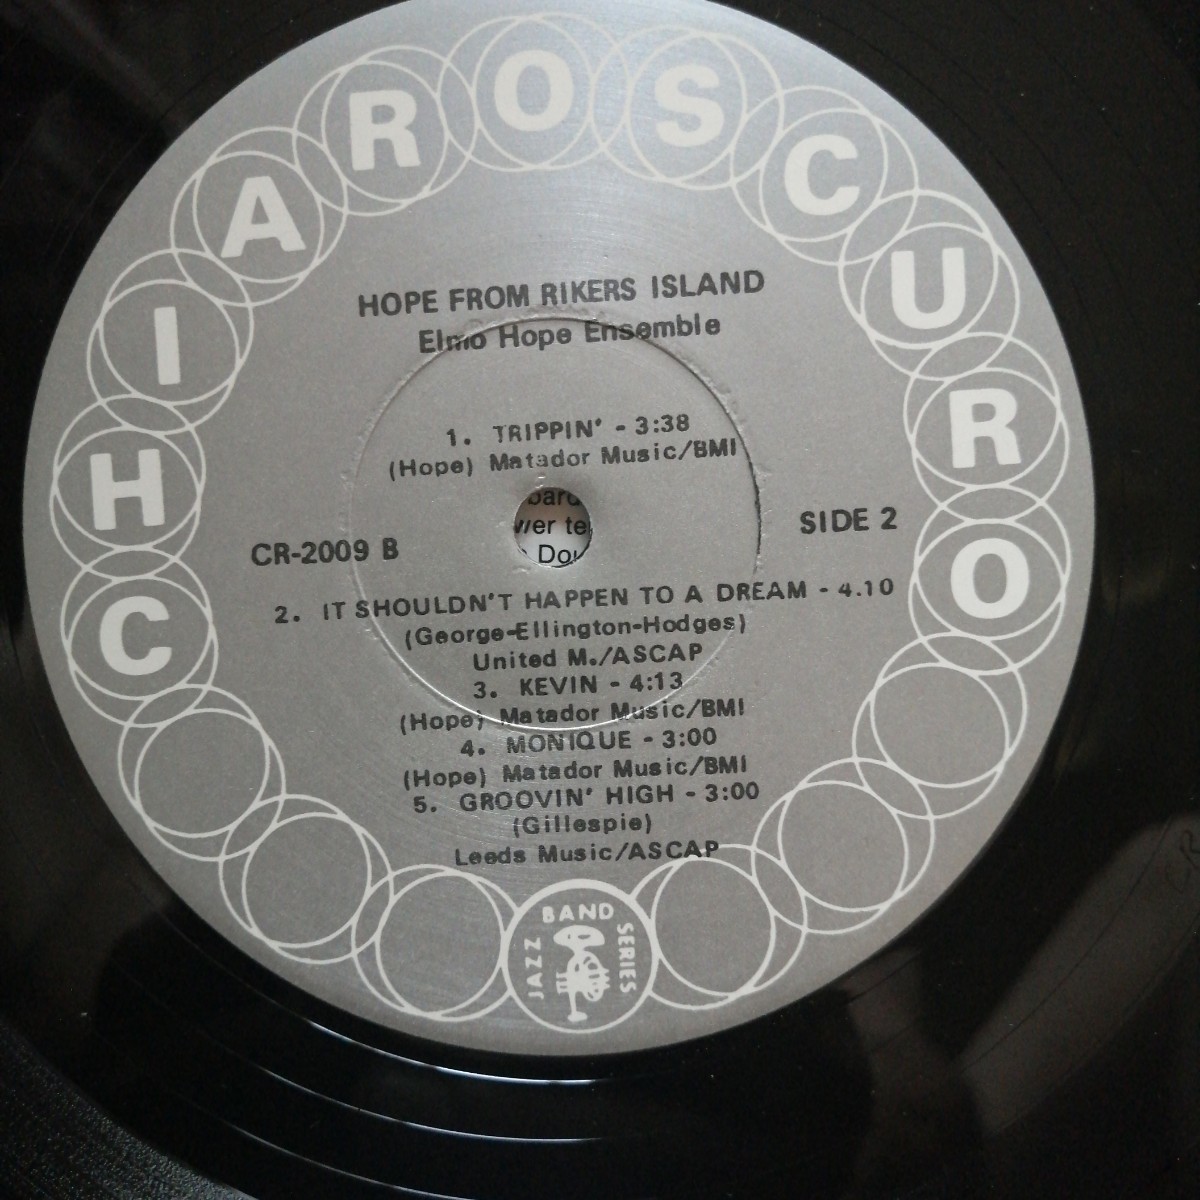 CHIAROSCURO
HOPE FROM RIKERS ISLAND
Elmo Hope Ensemble
1. TRIPPIN' - 3:38
(Hope) Matador Music/BMI
CR-2009 B
SIDE 2
2. IT SHOULDN'T HAPPEN TO A DREAM - 4.10
(George-Ellington-Hodges)
United M./ASCAP
3. KEVIN - 4:13
(Hope) Matador Music/BMI
4. MONIQUE - 3:00
(Hope) Matador Music/BMI
5. GROOVIN' HIGH - 3:00
(Gillespie)
Leeds Music/ASCAP
JAZZ BAND SERIES